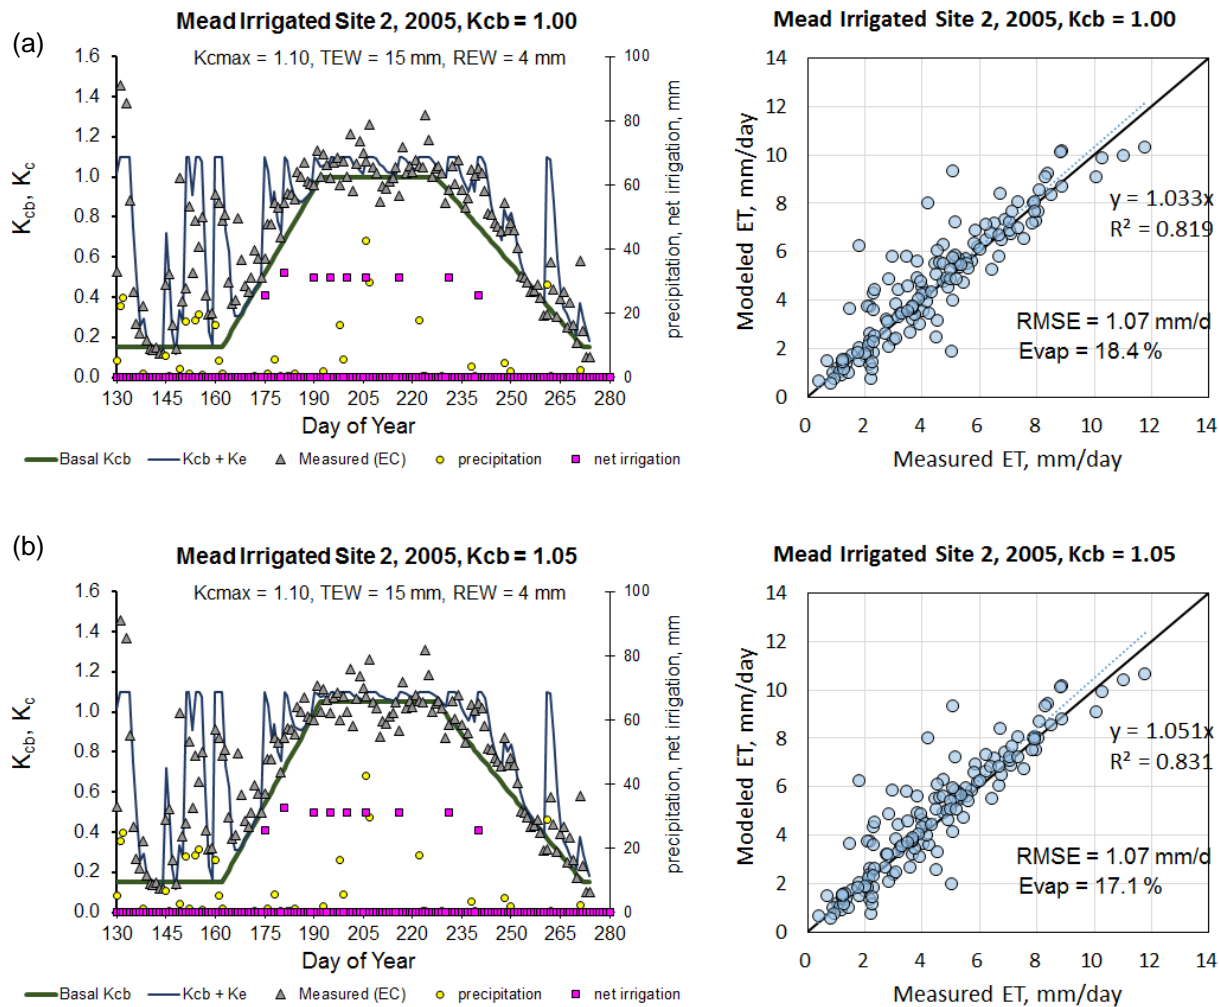 (a)
Mead Irrigated Site 2, 2005, Kcb = 1.00
Kcmax = 1.10, TEW = 15 mm, REW = 4 mm
Kcb, Kc
1.6
1.4
1.2
1.0
0.8
0.6
0.4
0.2
0.0
100
80
60
40
20
0
precipitation, net irrigation, mm
130 145 160 175 190 205 220 235 250 265 280
Day of Year
Basal Kcb Kcb + Ke Measured (EC) precipitation net irrigation
Mead Irrigated Site 2, 2005, Kcb = 1.00
Modeled ET, mm/day
14
12
10
8
6
4
2
0
y = 1.033x
R² = 0.819
RMSE = 1.07 mm/d
Evap = 18.4 %
0 2 4 6 8 10 12 14
Measured ET, mm/day
(b)
Mead Irrigated Site 2, 2005, Kcb = 1.05
Kcmax = 1.10, TEW = 15 mm, REW = 4 mm
Kcb, Kc
1.6
1.4
1.2
1.0
0.8
0.6
0.4
0.2
0.0
100
80
60
40
20
0
precipitation, net irrigation, mm
130 145 160 175 190 205 220 235 250 265 280
Day of Year
Basal Kcb Kcb + Ke Measured (EC) precipitation net irrigation
Mead Irrigated Site 2, 2005, Kcb = 1.05
Modeled ET, mm/day
14
12
10
8
6
4
2
0
y = 1.051x
R² = 0.831
RMSE = 1.07 mm/d
Evap = 17.1 %
0 2 4 6 8 10 12 14
Measured ET, mm/day